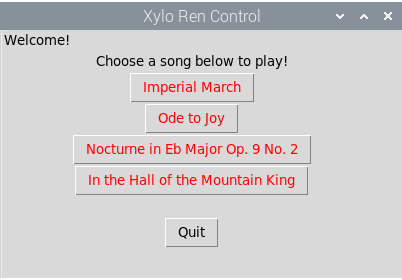 Xylo Ren Control
Welcome!
Choose a song below to play!
Imperial March
Ode to Joy
Nocturne in Eb Major Op. 9 No. 2
In the Hall of the Mountain King
Quit